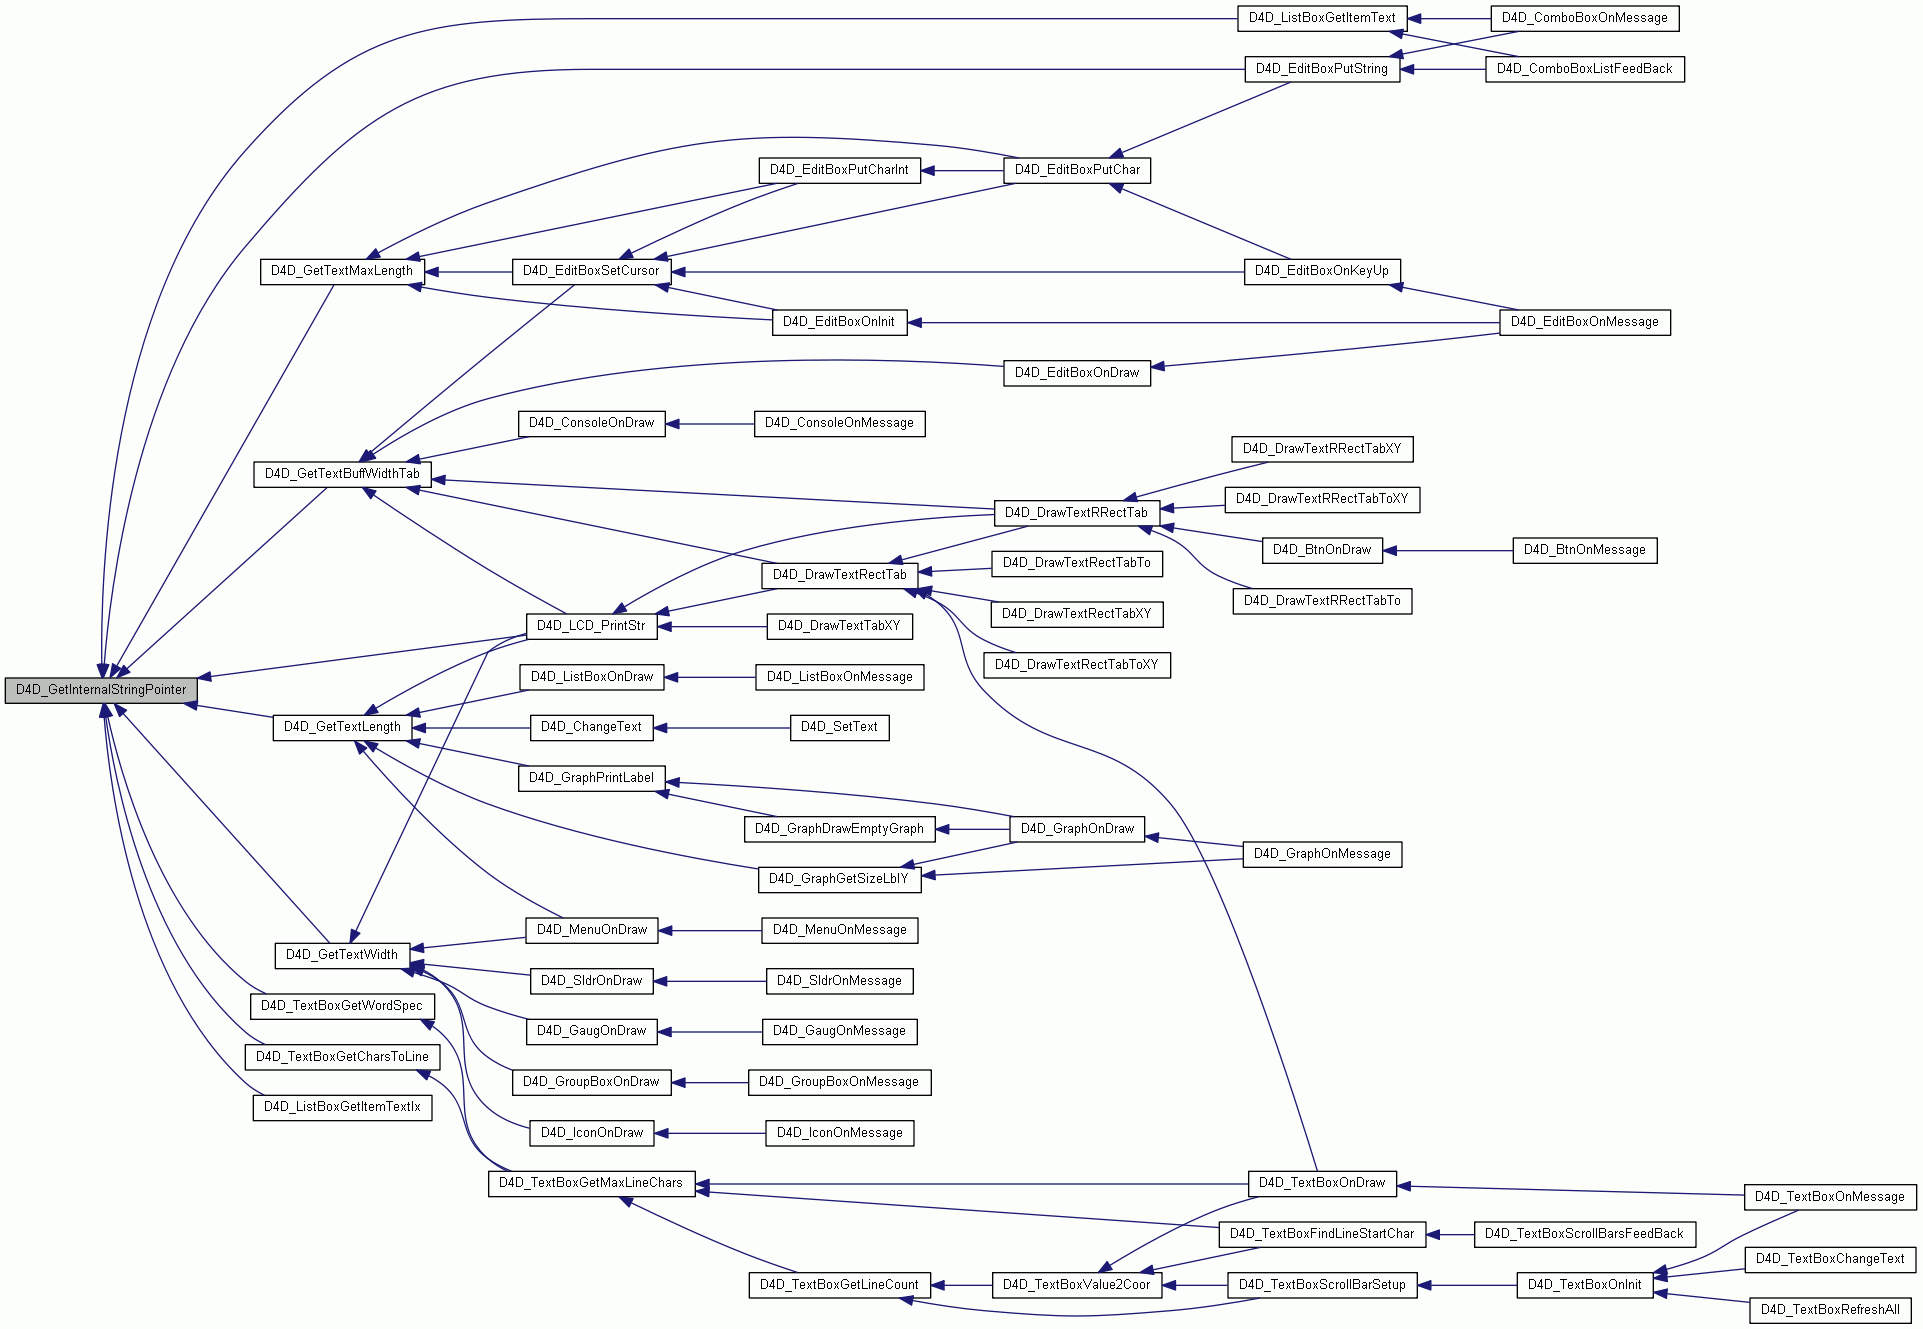 D4D_ListBoxGetItemText
D4D_ComboBoxOnMessage
D4D_EditBoxPutString
D4D_ComboBoxListFeedBack
D4D_EditBoxPutCharInt
D4D_EditBoxPutChar
D4D_GetTextMaxLength
D4D_EditBoxSetCursor
D4D_EditBoxOnKeyUp
D4D_EditBoxOnInit
D4D_EditBoxOnMessage
D4D_EditBoxOnDraw
D4D_ConsoleOnDraw
D4D_ConsoleOnMessage
D4D_DrawTextRRectTabXY
D4D_GetTextBuffWidthTab
D4D_DrawTextRRectTabToXY
D4D_DrawTextRRectTab
D4D_BtnOnDraw
D4D_BtnOnMessage
D4D_DrawTextRectTabTo
D4D_DrawTextRectTab
D4D_DrawTextRRectTabTo
D4D_DrawTextRectTabXY
D4D_LCD_PrintStr
D4D_DrawTextTabXY
D4D_DrawTextRectTabToXY
D4D_ListBoxOnDraw
D4D_ListBoxOnMessage
D4D_GetInternalStringPointer
D4D_GetTextLength
D4D_ChangeText
D4D_SetText
D4D_GraphPrintLabel
D4D_GraphDrawEmptyGraph
D4D_GraphOnDraw
D4D_GraphOnMessage
D4D_GraphGetSizeLblY
D4D_MenuOnDraw
D4D_MenuOnMessage
D4D_GetTextWidth
D4D_SldrOnDraw
D4D_SldrOnMessage
D4D_TextBoxGetWordSpec
D4D_GaugOnDraw
D4D_GaugOnMessage
D4D_TextBoxGetCharsToLine
D4D_GroupBoxOnDraw
D4D_GroupBoxOnMessage
D4D_ListBoxGetItemTextIx
D4D_IconOnDraw
D4D_IconOnMessage
D4D_TextBoxGetMaxLineChars
D4D_TextBoxOnDraw
D4D_TextBoxOnMessage
D4D_TextBoxFindLineStartChar
D4D_TextBoxScrollBarsFeedBack
D4D_TextBoxChangeText
D4D_TextBoxGetLineCount
D4D_TextBoxValue2Coor
D4D_TextBoxScrollBarSetup
D4D_TextBoxOnInit
D4D_TextBoxRefreshAll